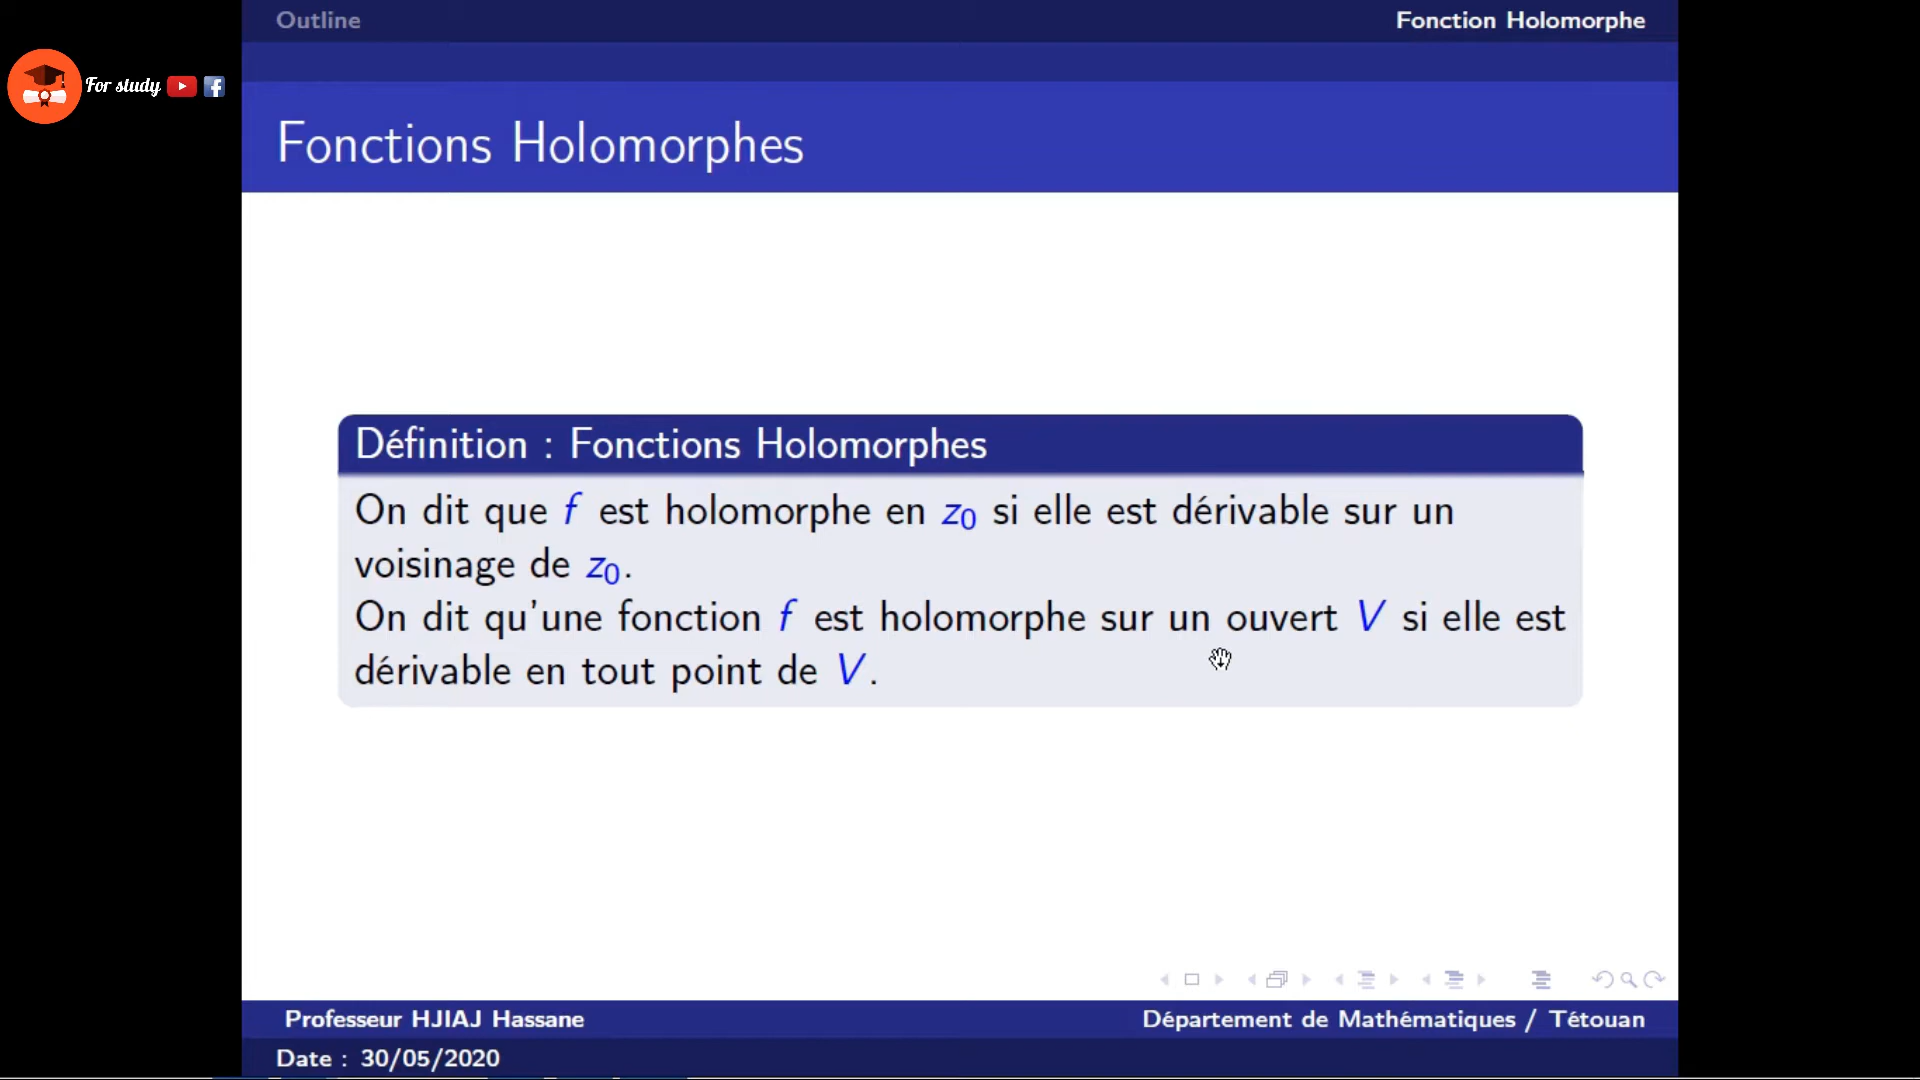 Outline
Fonction Holomorphe
For study
Fonctions Holomorphes
Définition : Fonctions Holomorphes
On dit que f est holomorphe en z₀ si elle est dérivable sur un
voisinage de z₀.
On dit qu'une fonction f est holomorphe sur un ouvert V si elle est
dérivable en tout point de V.
Professeur HJIAJ Hassane
Département de Mathématiques / Tétouan
Date : 30/05/2020